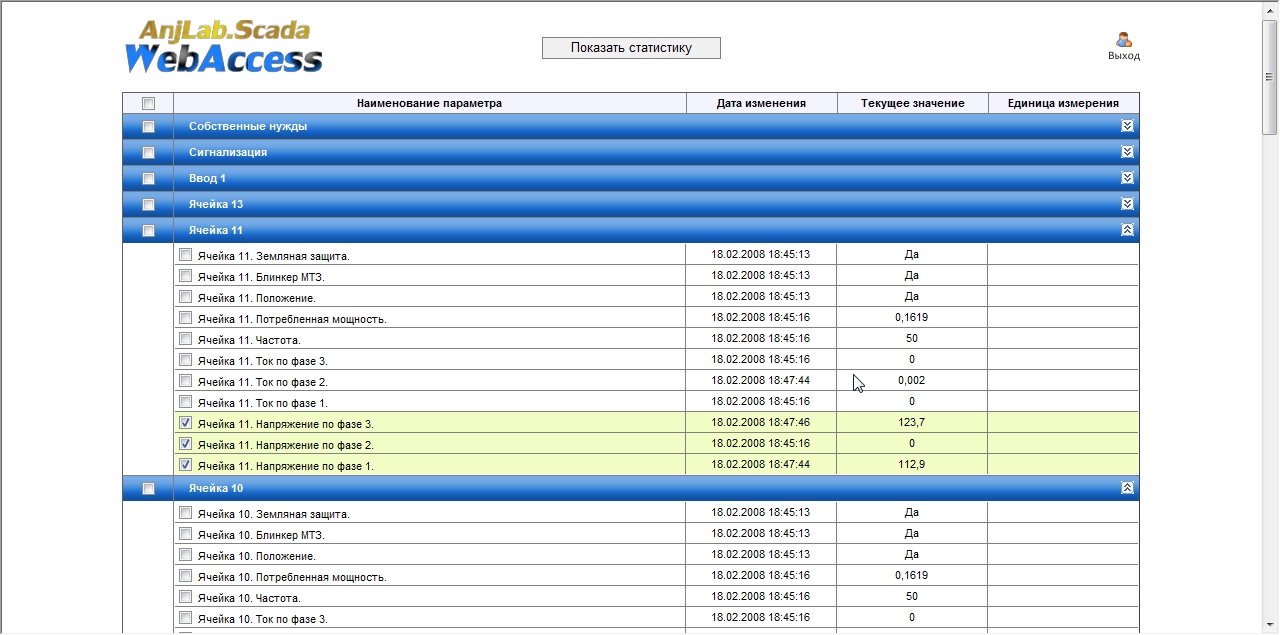 AnjLab.Scada
WebAccess
Показать статистику
Выход
Наименование параметра Дата изменения Текущее значение Единица измерения
Собственные нужды
Сигнализация
Ввод 1
Ячейка 13
Ячейка 11
Ячейка 11. Земляная защита. 18.02.2008 18:45:13 Да
Ячейка 11. Блинкер МТЗ. 18.02.2008 18:45:13 Да
Ячейка 11. Положение. 18.02.2008 18:45:13 Да
Ячейка 11. Потребленная мощность. 18.02.2008 18:45:16 0,1619
Ячейка 11. Частота. 18.02.2008 18:45:16 50
Ячейка 11. Ток по фазе 3. 18.02.2008 18:45:16 0
Ячейка 11. Ток по фазе 2. 18.02.2008 18:47:44 0,002
Ячейка 11. Ток по фазе 1. 18.02.2008 18:45:16 0
Ячейка 11. Напряжение по фазе 3. 18.02.2008 18:47:46 123,7
Ячейка 11. Напряжение по фазе 2. 18.02.2008 18:45:16 0
Ячейка 11. Напряжение по фазе 1. 18.02.2008 18:47:44 112,9
Ячейка 10
Ячейка 10. Земляная защита. 18.02.2008 18:45:13 Да
Ячейка 10. Блинкер МТЗ. 18.02.2008 18:45:13 Да
Ячейка 10. Положение. 18.02.2008 18:45:13 Да
Ячейка 10. Потребленная мощность. 18.02.2008 18:45:16 0,1619
Ячейка 10. Частота. 18.02.2008 18:45:16 50
Ячейка 10. Ток по фазе 3. 18.02.2008 18:45:16 0